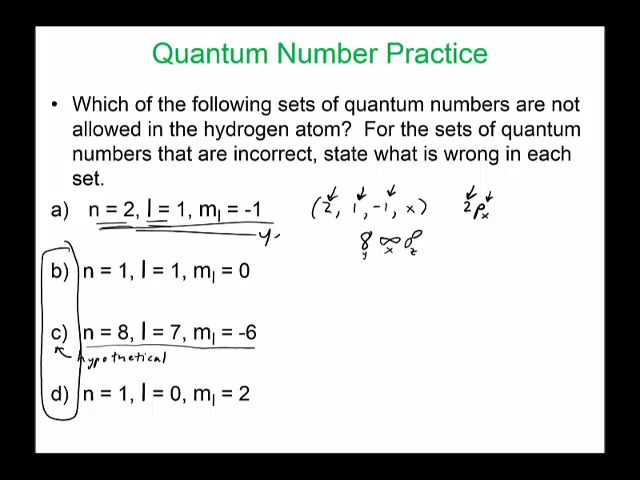 Quantum Number Practice
• Which of the following sets of quantum numbers are not
allowed in the hydrogen atom? For the sets of quantum
numbers that are incorrect, state what is wrong in each
set.
a) n = 2, l = 1, mₗ = -1 (2, 1, -1, x) 2pₓ
y x z
b) n = 1, l = 1, mₗ = 0
c) n = 8, l = 7, mₗ = -6
hypothetical
d) n = 1, l = 0, mₗ = 2